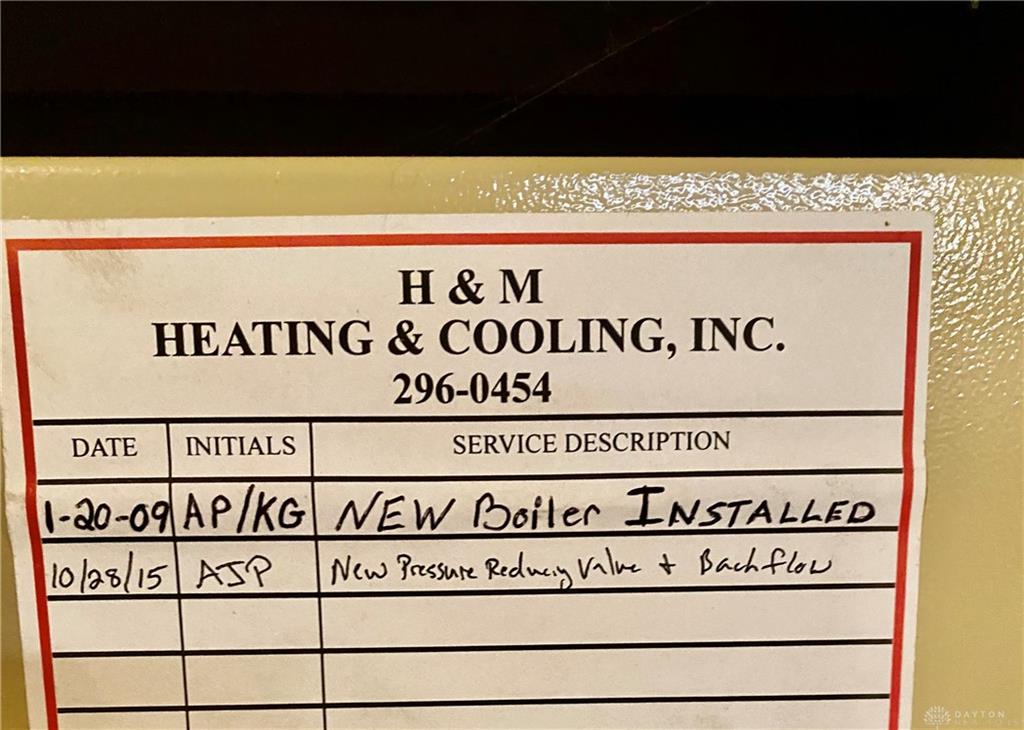 H & M
HEATING & COOLING, INC.
296-0454
DATE INITIALS SERVICE DESCRIPTION
1-20-09 AP/KG NEW Boiler INSTALLED
10/28/15 AJP New Pressure Reducing Valve + Backflow
DAYTON